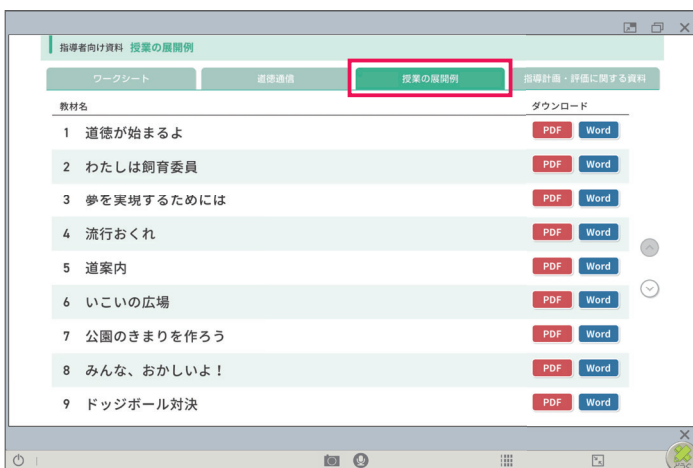 指導者向け資料 授業の展開例
ワークシート 道徳通信 授業の展開例 指導計画・評価に関する資料
教材名 ダウンロード
1 道徳が始まるよ PDF Word
2 わたしは飼育委員 PDF Word
3 夢を実現するためには PDF Word
4 流行おくれ PDF Word
5 道案内 PDF Word
6 いこいの広場 PDF Word
7 公園のきまりを作ろう PDF Word
8 みんな、おかしいよ！ PDF Word
9 ドッジボール対決 PDF Word